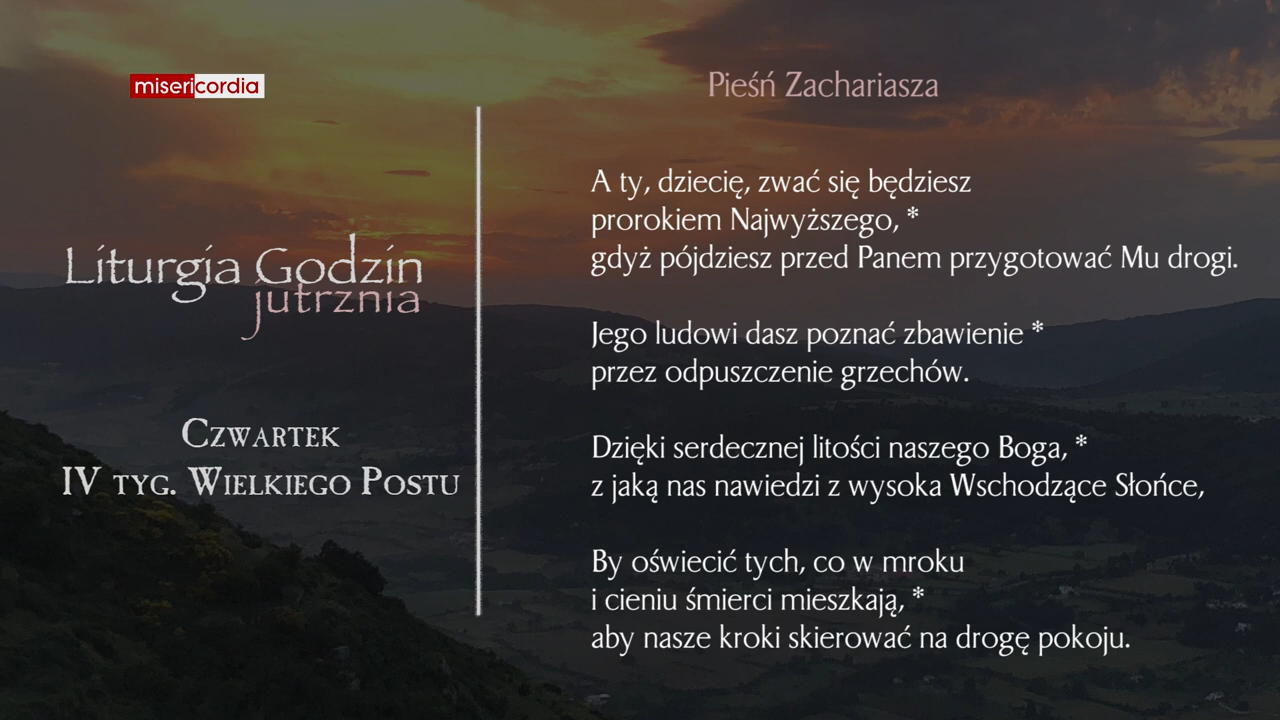 misericordia
Liturgia Godzin
jutrznia
Czwartek
IV tyg. Wielkiego Postu
Pieśń Zachariasza
A ty, dziecię, zwać się będziesz
prorokiem Najwyższego, *
gdyż pójdziesz przed Panem przygotować Mu drogi.
Jego ludowi dasz poznać zbawienie *
przez odpuszczenie grzechów.
Dzięki serdecznej litości naszego Boga, *
z jaką nas nawiedzi z wysoka Wschodzące Słońce,
By oświecić tych, co w mroku
i cieniu śmierci mieszkają, *
aby nasze kroki skierować na drogę pokoju.